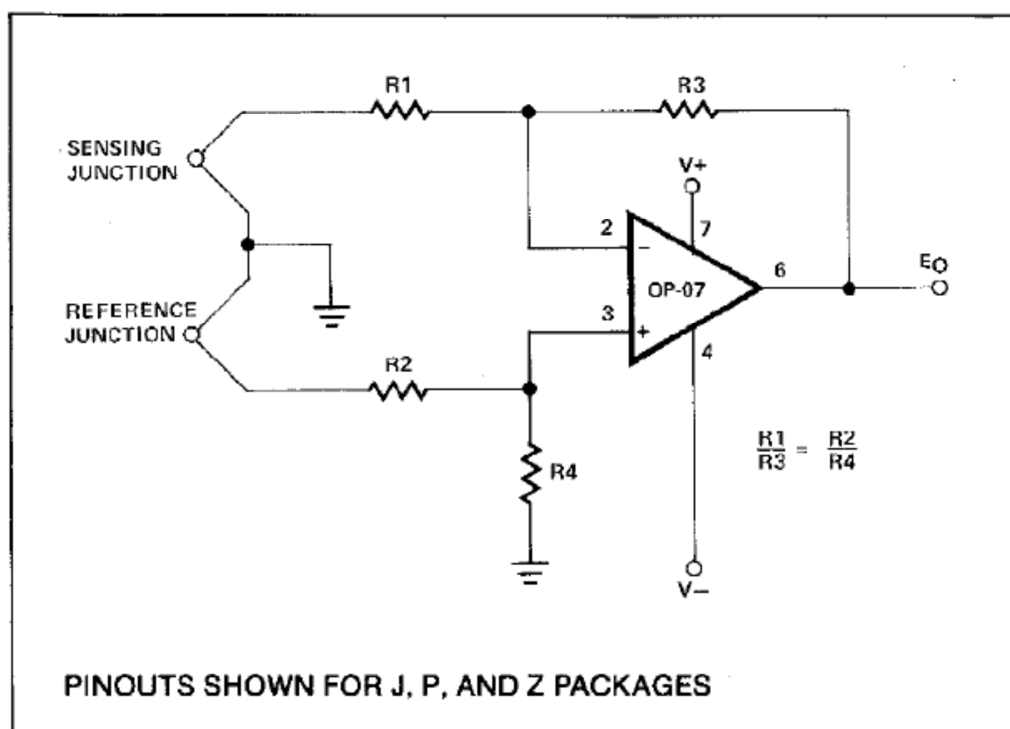 R1
R3
SENSING
JUNCTION
V+
2
7
−
6
EO
OP-07
REFERENCE
JUNCTION
3
+
4
R2
R1/R3 = R2/R4
R4
V−
PINOUTS SHOWN FOR J, P, AND Z PACKAGES